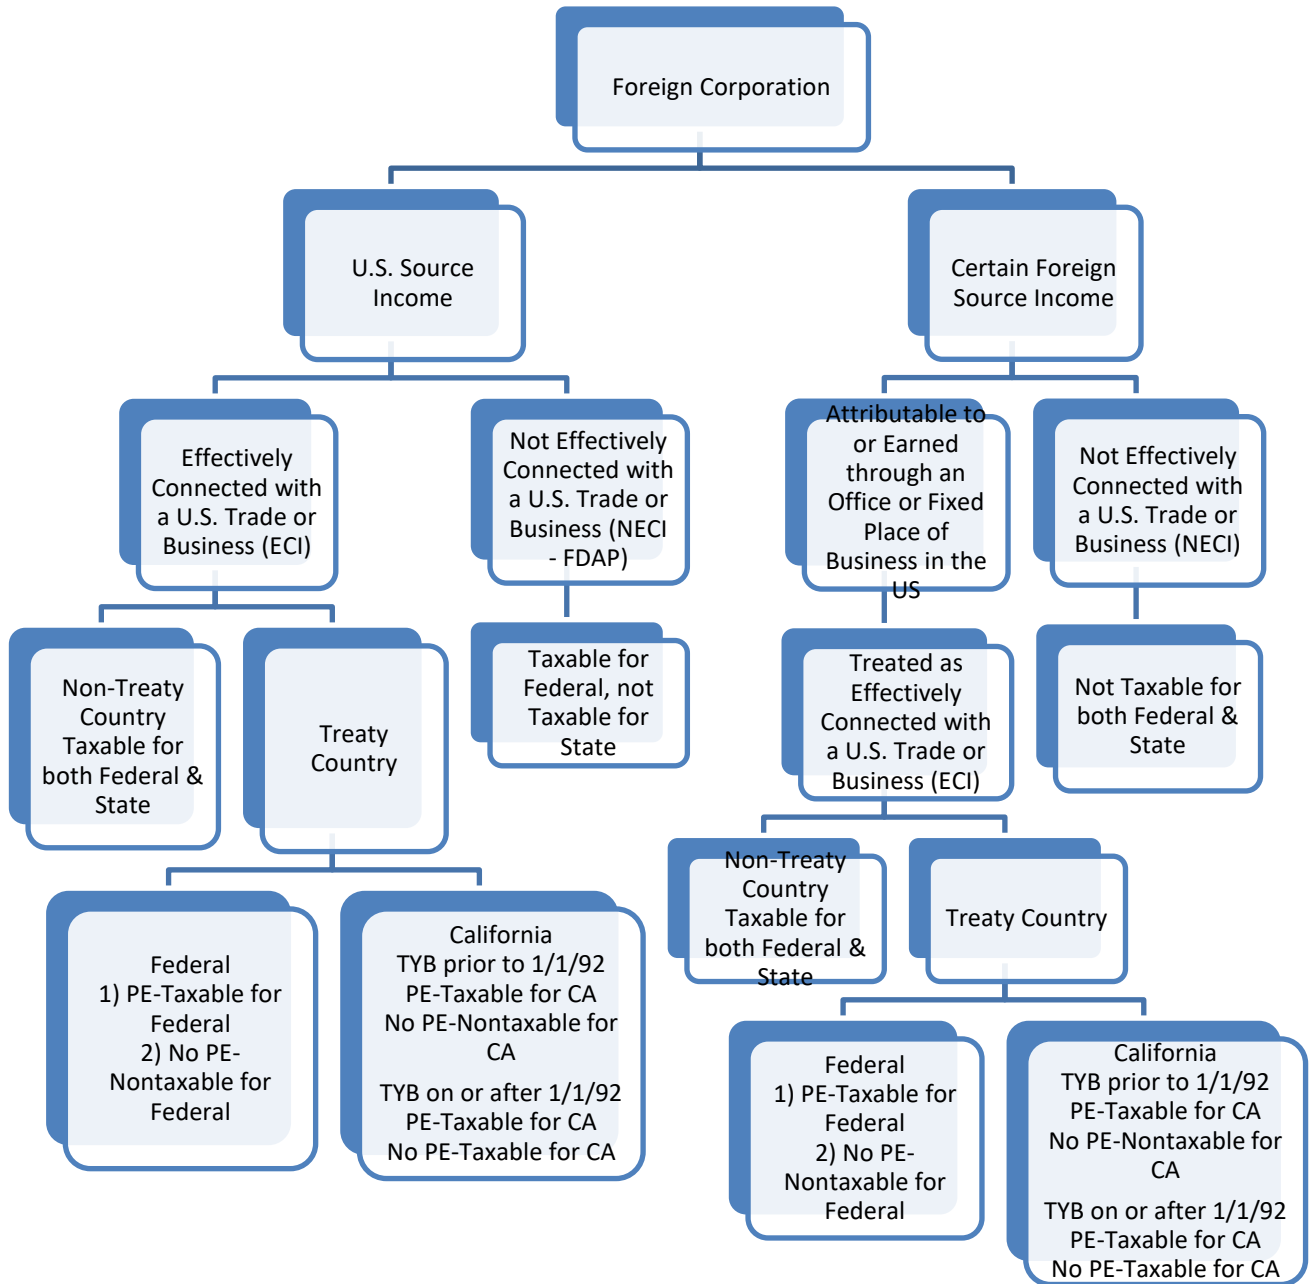 Foreign Corporation
U.S. Source
Income
Certain Foreign
Source Income
Effectively
Connected with
a U.S. Trade or
Business (ECI)
Not Effectively
Connected with
a U.S. Trade or
Business (NECI
- FDAP)
Attributable to
or Earned
through an
Office or Fixed
Place of
Business in the
US
Not Effectively
Connected with
a U.S. Trade or
Business (NECI)
Non-Treaty
Country
Taxable for
both Federal &
State
Treaty
Country
Taxable for
Federal, not
Taxable for
State
Treated as
Effectively
Connected with
a U.S. Trade or
Business (ECI)
Not Taxable for
both Federal &
State
Non-Treaty
Country
Taxable for
both Federal &
State
Treaty Country
Federal
1) PE-Taxable for
Federal
2) No PE-
Nontaxable for
Federal
California
TYB prior to 1/1/92
PE-Taxable for CA
No PE-Nontaxable for
CA
TYB on or after 1/1/92
PE-Taxable for CA
No PE-Taxable for CA
Federal
1) PE-Taxable for
Federal
2) No PE-
Nontaxable for
Federal
California
TYB prior to 1/1/92
PE-Taxable for CA
No PE-Nontaxable for
CA
TYB on or after 1/1/92
PE-Taxable for CA
No PE-Taxable for CA